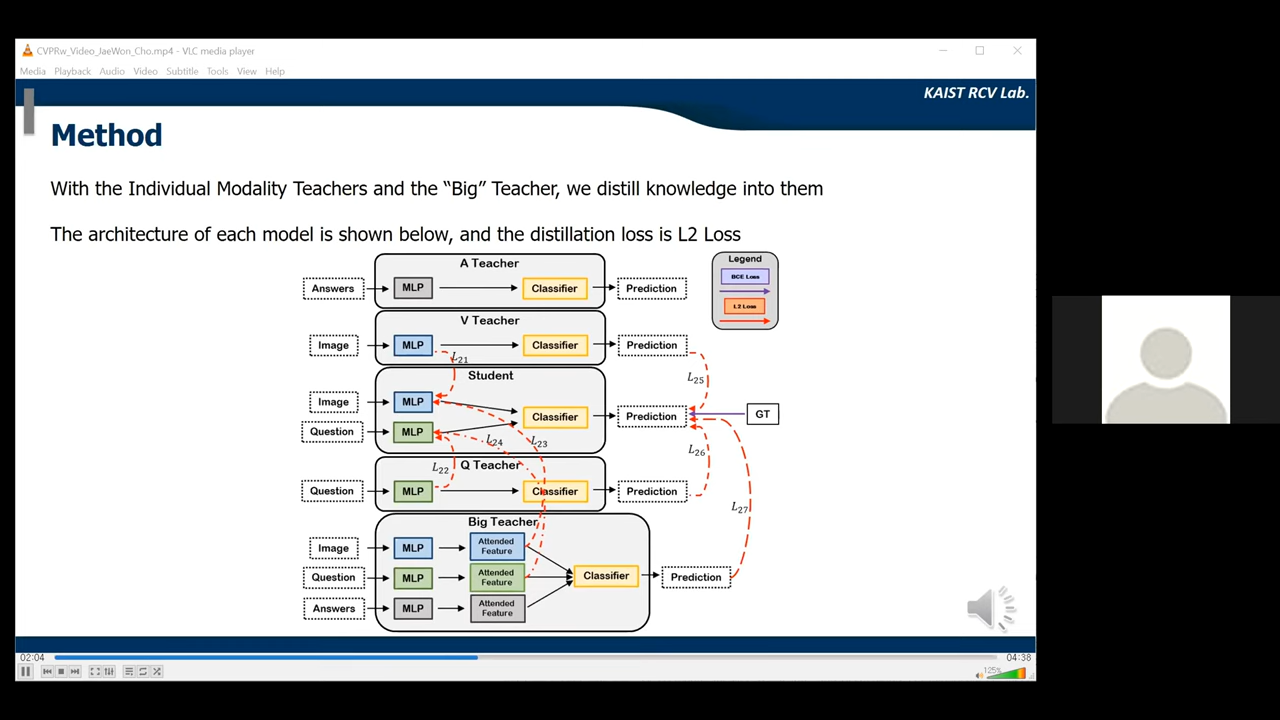 CVPRw_Video_JaeWon_Cho.mp4 - VLC media player
Media Playback Audio Video Subtitle Tools View Help
KAIST RCV Lab.
Method
With the Individual Modality Teachers and the “Big” Teacher, we distill knowledge into them
The architecture of each model is shown below, and the distillation loss is L2 Loss
A Teacher
Answers MLP Classifier Prediction
Legend
BCE Loss
L2 Loss
V Teacher
Image MLP Classifier Prediction
L21
L25
Student
Image MLP
Question MLP
Classifier Prediction GT
L24 L23
L26
L22
Q Teacher
Question MLP Classifier Prediction
L27
Big Teacher
Image MLP Attended Feature
Question MLP Attended Feature
Classifier Prediction
Answers MLP Attended Feature
02:04 04:38
125%